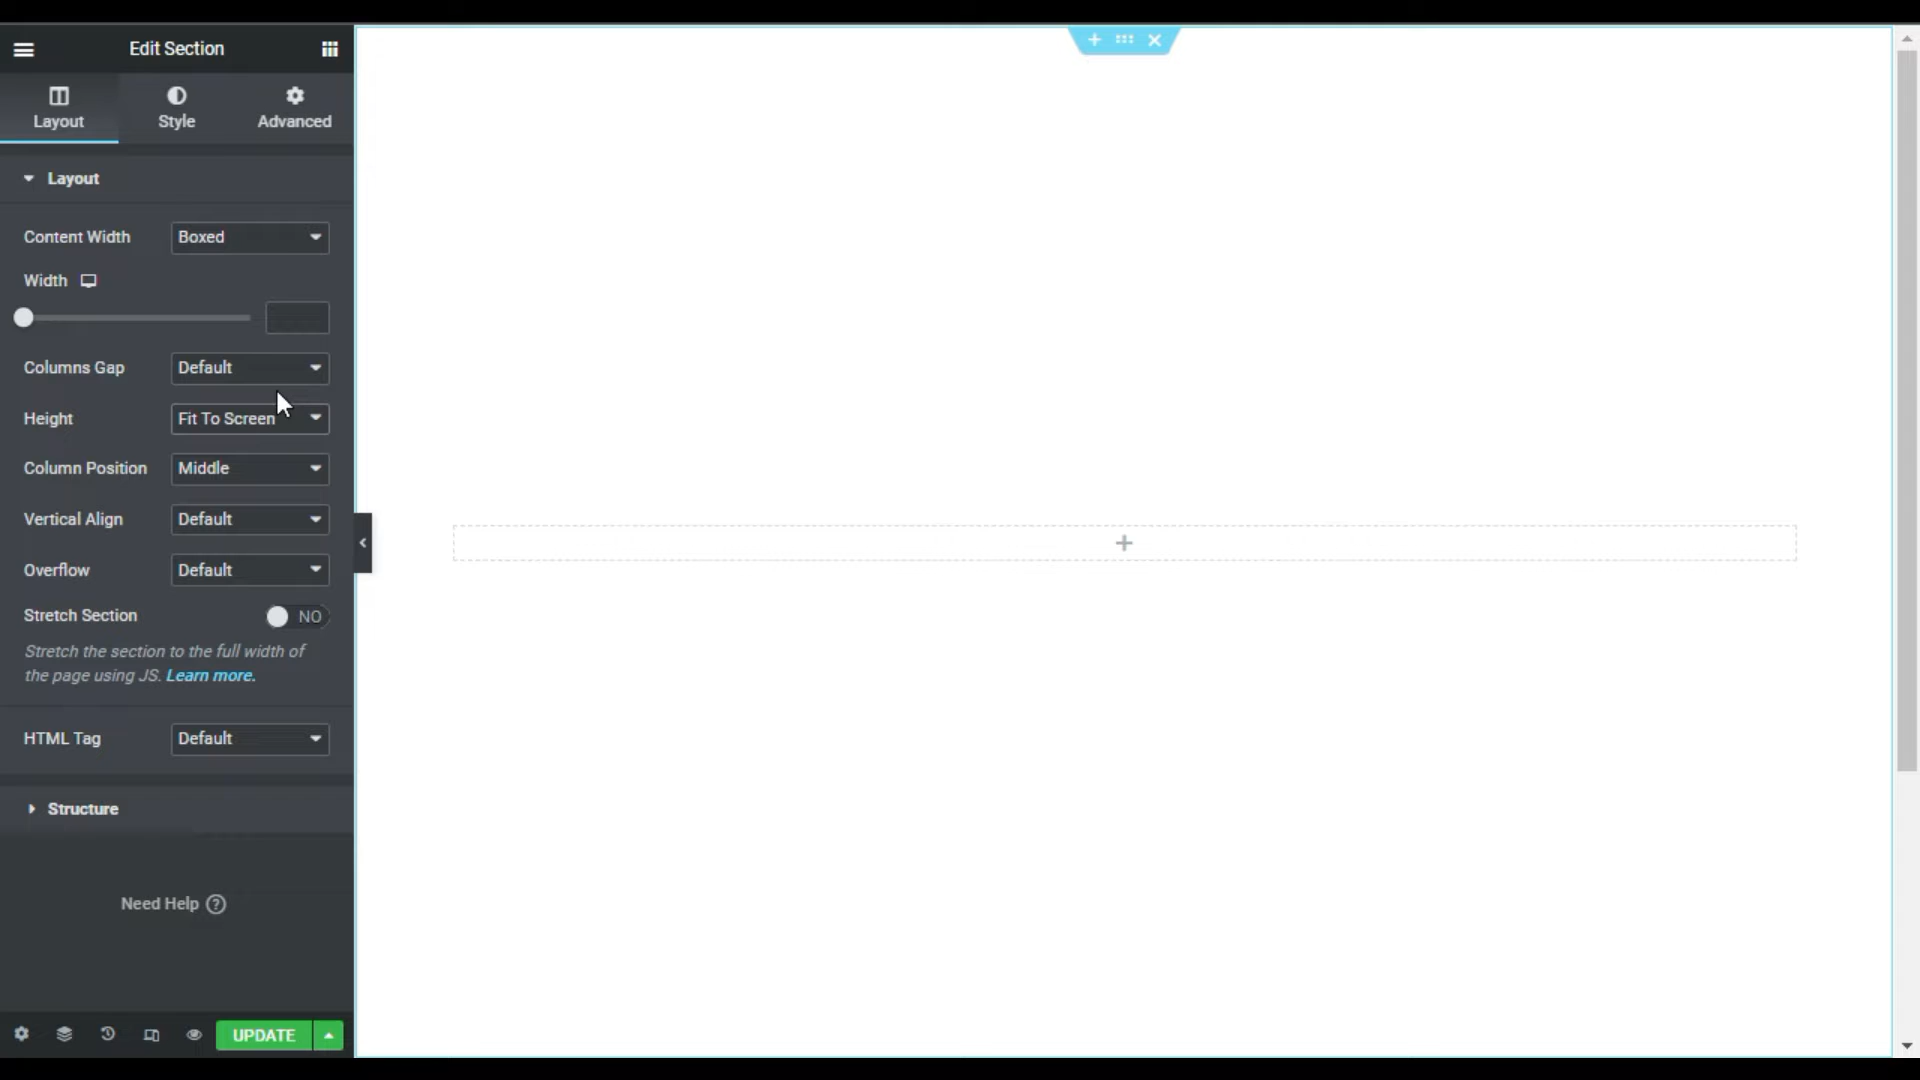 Edit Section
Layout
Style
Advanced
Layout
Content Width
Boxed
Width
Columns Gap
Default
Height
Fit To Screen
Column Position
Middle
Vertical Align
Default
Overflow
Default
Stretch Section
NO
Stretch the section to the full width of
the page using JS. Learn more.
HTML Tag
Default
Structure
Need Help
UPDATE